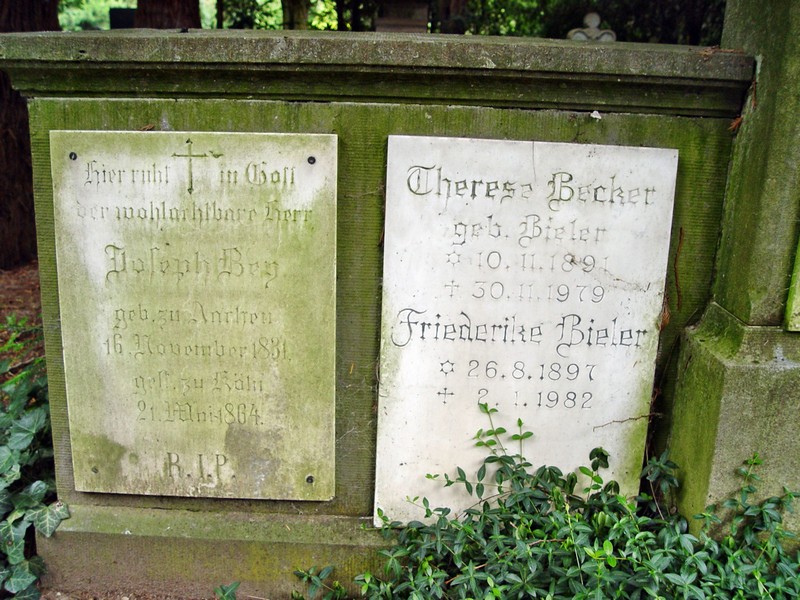 Hier ruht in Gott
der wohlachtbare Herr
Joseph Bey
geb. zu Aachen
16. November 1831,
gest. zu Köln
21. Mai 1864.
R.I.P.
Therese Becker
geb. Bieler
✡ 10.11.1891
† 30.11.1979
Friederike Bieler
✡ 26.8.1897
† 2.1.1982